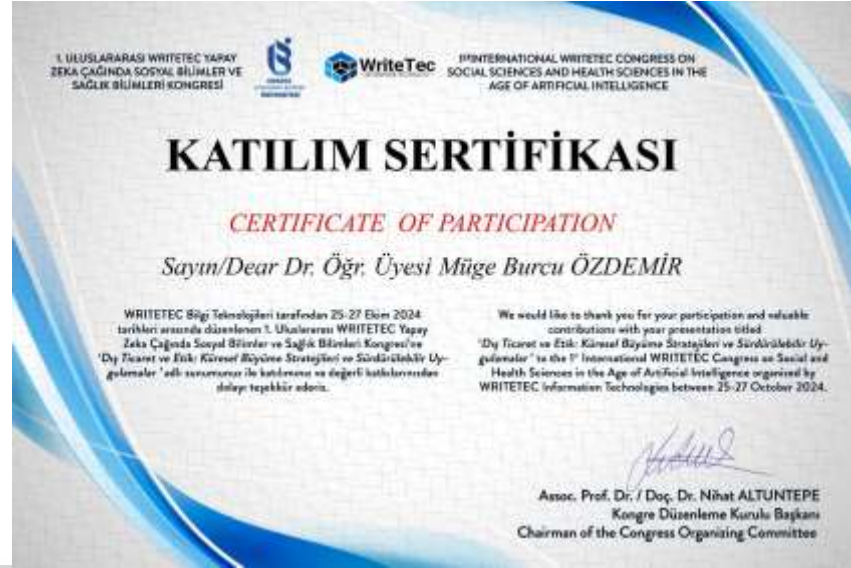 1. ULUSLARARASI WRITETEC YAPAY
ZEKA ÇAĞINDA SOSYAL BİLİMLER VE
SAĞLIK BİLİMLERİ KONGRESİ
WriteTec
1st INTERNATIONAL WRITETEC CONGRESS ON
SOCIAL SCIENCES AND HEALTH SCIENCES IN THE
AGE OF ARTIFICIAL INTELLIGENCE
KATILIM SERTİFİKASI
CERTIFICATE OF PARTICIPATION
Sayın/Dear Dr. Öğr. Üyesi Müge Burcu ÖZDEMİR
WRITETEC Bilgi Teknolojileri tarafından 25-27 Ekim 2024
tarihleri arasında düzenlenen 1. Uluslararası WRITETEC Yapay
Zeka Çağında Sosyal Bilimler ve Sağlık Bilimleri Kongresi'ne
"Dış Ticaret ve Etik: Küresel Büyüme Stratejileri ve Sürdürülebilir Uy-
gulamalar" adlı sunumunuz ile katılımınız ve değerli katkılarınızdan
dolayı teşekkür ederiz.
We would like to thank you for your participation and valuable
contributions with your presentation titled
"Dış Ticaret ve Etik: Küresel Büyüme Stratejileri ve Sürdürülebilir Uy-
gulamalar" to the 1st International WRITETEC Congress on Social and
Health Sciences in the Age of Artificial Intelligence organized by
WRITETEC Information Technologies between 25-27 October 2024.
Assoc. Prof. Dr. / Doç. Dr. Nihat ALTUNTEPE
Kongre Düzenleme Kurulu Başkanı
Chairman of the Congress Organizing Committee